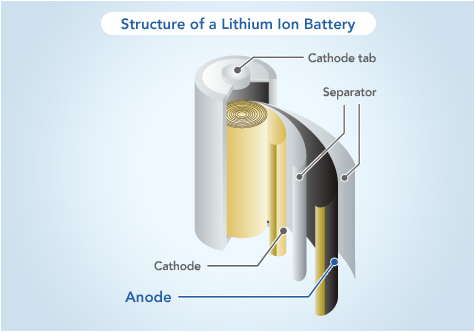 Structure of a Lithium Ion Battery
Cathode tab
Separator
Cathode
Anode